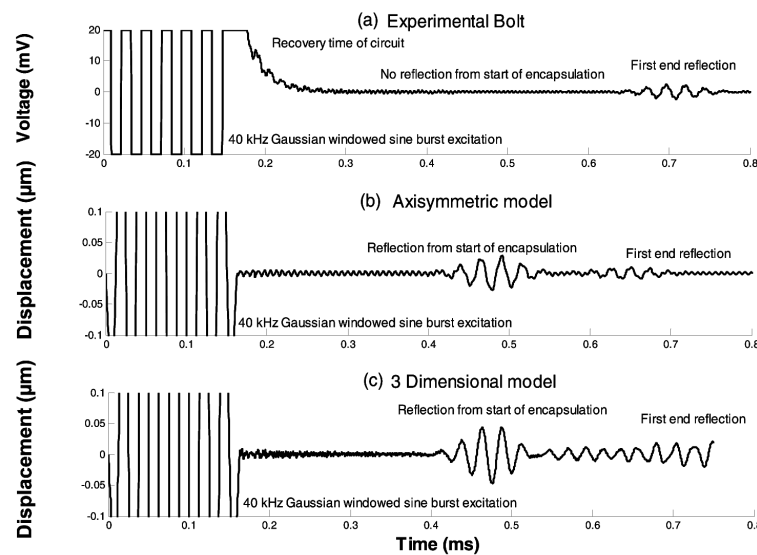 (a) Experimental Bolt
Voltage (mV)
20
10
0
-10
-20
Recovery time of circuit
No reflection from start of encapsulation
First end reflection
40 kHz Gaussian windowed sine burst excitation
0 0.1 0.2 0.3 0.4 0.5 0.6 0.7 0.8
(b) Axisymmetric model
Displacement (µm)
0.1
0.05
0
-0.05
-0.1
Reflection from start of encapsulation
First end reflection
40 kHz Gaussian windowed sine burst excitation
0 0.1 0.2 0.3 0.4 0.5 0.6 0.7 0.8
(c) 3 Dimensional model
Displacement (µm)
0.1
0.05
0
-0.05
-0.1
Reflection from start of encapsulation
First end reflection
40 kHz Gaussian windowed sine burst excitation
0 0.1 0.2 0.3 0.4 0.5 0.6 0.7 0.8
Time (ms)